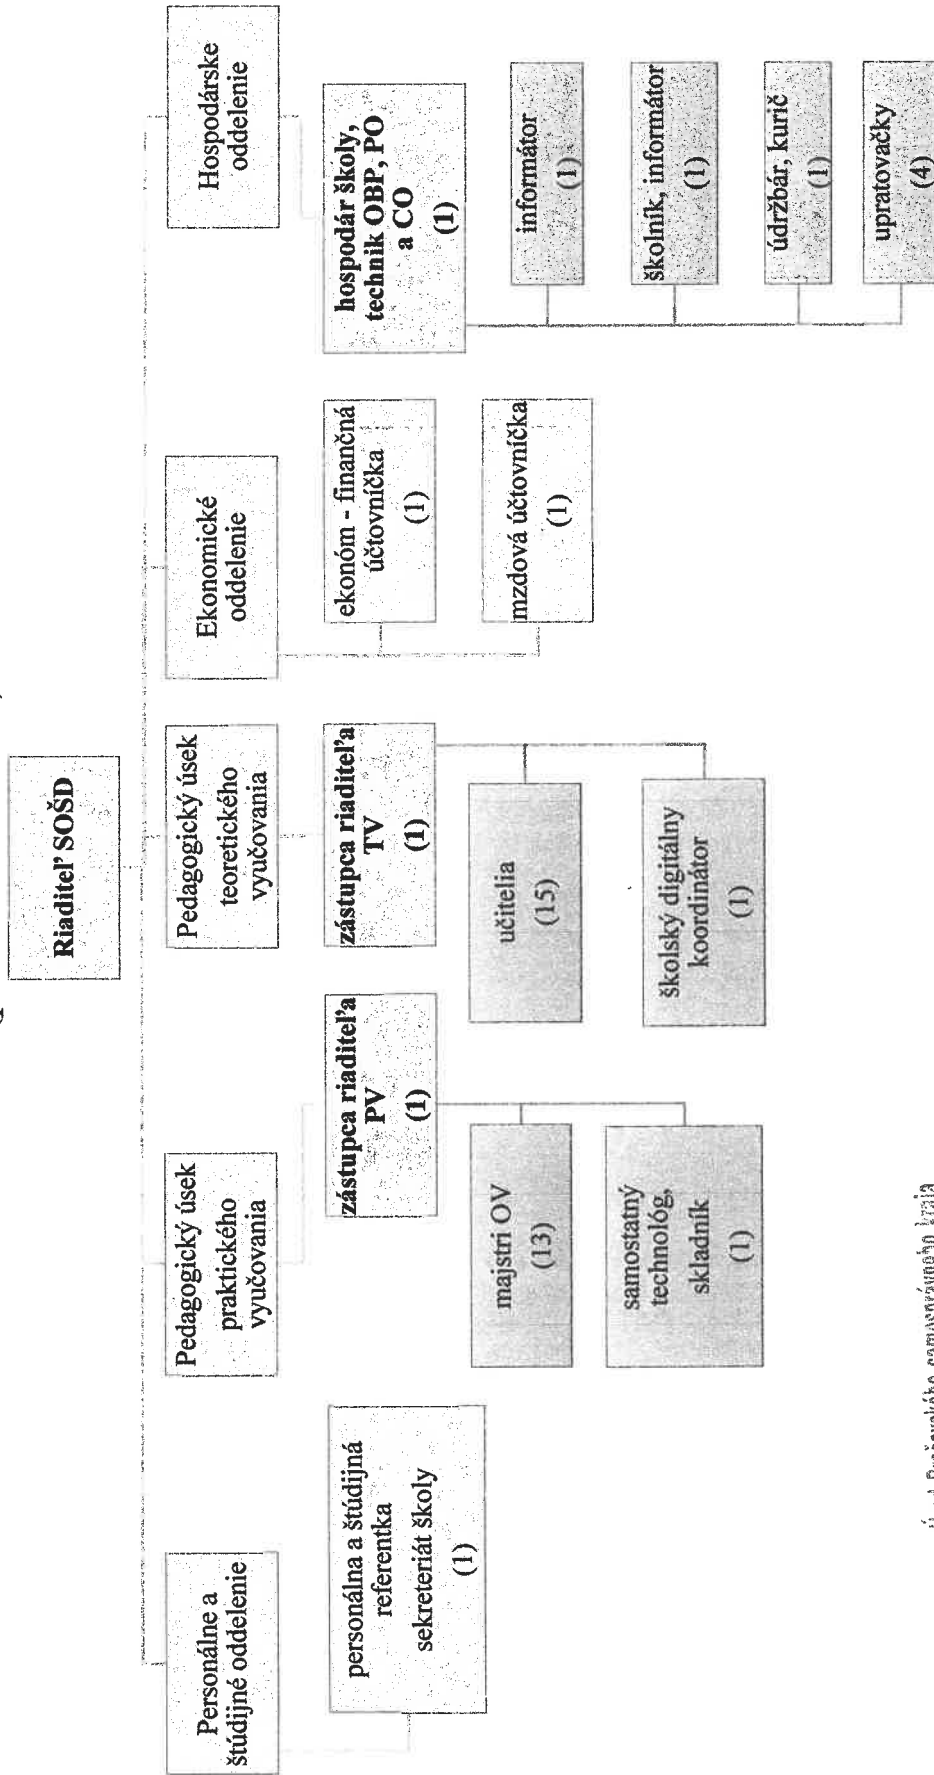 Riaditeľ SOŠD
Personálne a
študijné oddelenie
personálna a študijná
referentka
sekreteriát školy
(1)
Pedagogický úsek
praktického
vyučovania
zástupca riaditeľa
PV
(1)
majstri OV
(13)
samostatný
technológ,
skladník
(1)
Pedagogický úsek
teoretického
vyučovania
zástupca riaditeľa
TV
(1)
učitelia
(15)
školský digitálny
koordinátor
(1)
Ekonomické
oddelenie
ekonóm - finančná
účtovníčka
(1)
mzdová účtovníčka
(1)
Hospodárske
oddelenie
hospodár školy,
technik OBP, PO
a CO
(1)
informátor
(1)
školník, informátor
(1)
údržbár, kurič
(1)
upratovačky
(4)
samosprávneho kraja